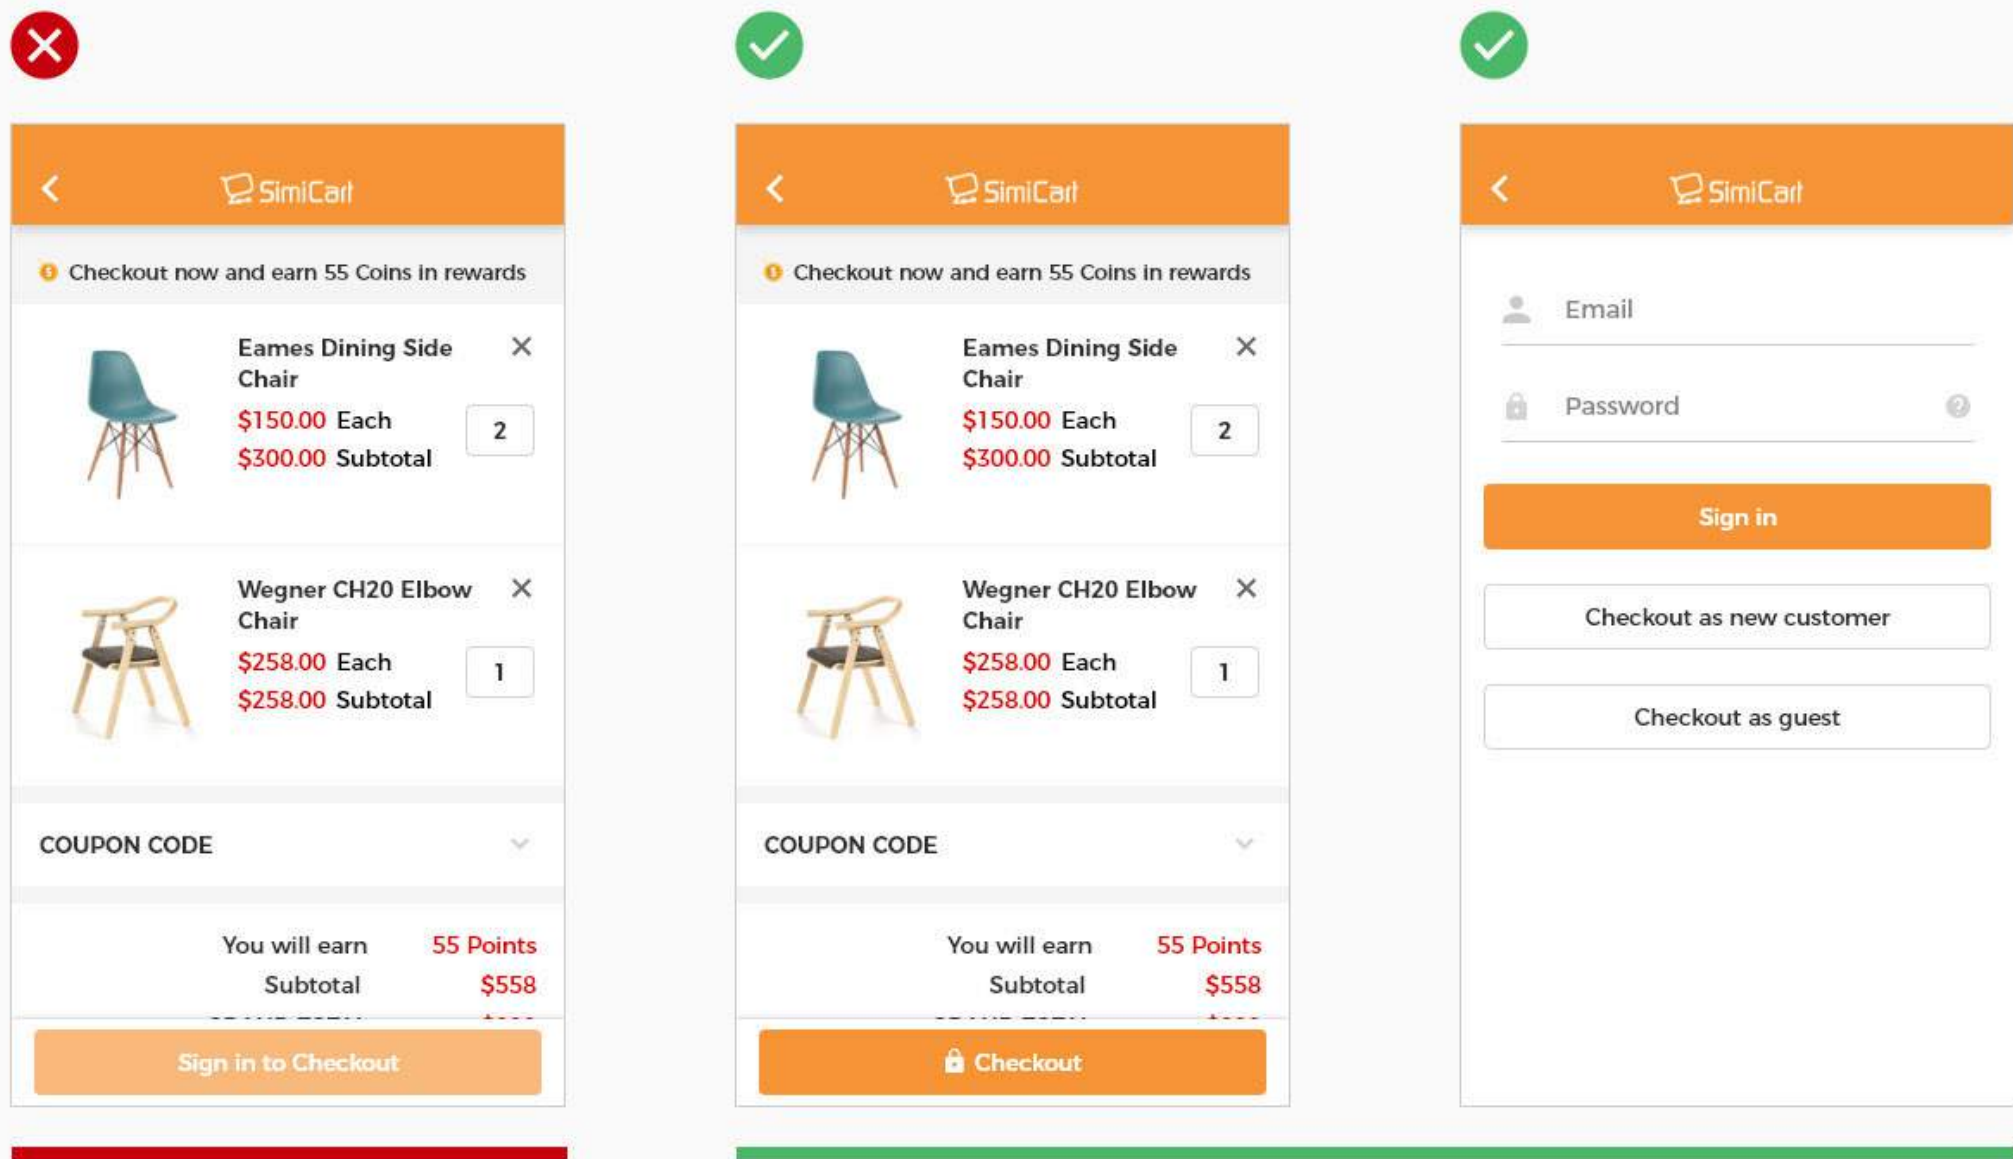 SimiCart
Checkout now and earn 55 Coins in rewards
Eames Dining Side
Chair
$150.00 Each
2
$300.00 Subtotal
Wegner CH20 Elbow
Chair
$258.00 Each
1
$258.00 Subtotal
COUPON CODE
You will earn 55 Points
Subtotal $558
Sign in to Checkout
SimiCart
Checkout now and earn 55 Coins in rewards
Eames Dining Side
Chair
$150.00 Each
2
$300.00 Subtotal
Wegner CH20 Elbow
Chair
$258.00 Each
1
$258.00 Subtotal
COUPON CODE
You will earn 55 Points
Subtotal $558
Checkout
SimiCart
Email
Password
Sign in
Checkout as new customer
Checkout as guest